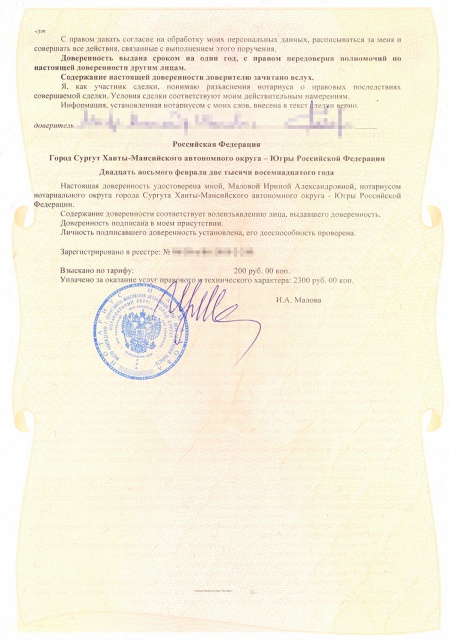 С правом давать согласие на обработку моих персональных данных, расписываться за меня и
совершать все действия, связанные с выполнением этого поручения.
Доверенность выдана сроком на один год, с правом передоверия полномочий по
настоящей доверенности другим лицам.
Содержание настоящей доверенности доверителю зачитано вслух.
Я, как участник сделки, понимаю разъяснения нотариуса о правовых последствиях
совершаемой сделки. Условия сделки соответствуют моим действительным намерениям.
Информация, установленная нотариусом с моих слов, внесена в текст сделки верно.
доверитель
Российская Федерация
Город Сургут Ханты-Мансийского автономного округа – Югры Российской Федерации
Двадцать восьмого февраля две тысячи восемнадцатого года
Настоящая доверенность удостоверена мной, Маловой Ириной Александровной, нотариусом
нотариального округа города Сургута Ханты-Мансийского автономного округа - Югры Российской
Федерации.
Содержание доверенности соответствует волеизъявлению лица, выдавшего доверенность.
Доверенность подписана в моем присутствии.
Личность подписавшего доверенность установлена, его дееспособность проверена.
Зарегистрировано в реестре: №
Взыскано по тарифу: 200 руб. 00 коп.
Уплачено за оказание услуг правового и технического характера: 2300 руб. 00 коп.
И.А. Малова